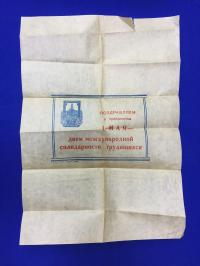 ПОЗДРАВЛЯЕМ
с праздником
1-МАЯ—
днем международной
солидарности трудящихся